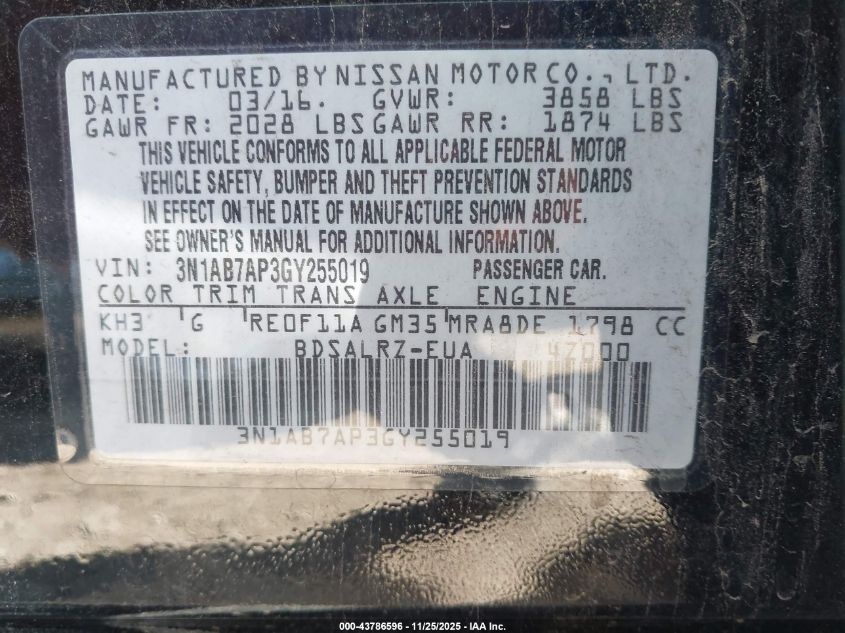 MANUFACTURED BY NISSAN MOTOR CO., LTD.
DATE: 03/16. GVWR: 3858 LBS
GAWR FR: 2028 LBS GAWR RR: 1874 LBS
THIS VEHICLE CONFORMS TO ALL APPLICABLE FEDERAL MOTOR
VEHICLE SAFETY, BUMPER AND THEFT PREVENTION STANDARDS
IN EFFECT ON THE DATE OF MANUFACTURE SHOWN ABOVE.
SEE OWNER'S MANUAL FOR ADDITIONAL INFORMATION.
VIN: 3N1AB7AP3GY255019 PASSENGER CAR.
COLOR TRIM TRANS AXLE ENGINE
KH3 G RE0F11A GM35 MRA8DE 1798 CC
MODEL: BDSALRZ-EUA 4Z000
3N1AB7AP3GY255019
000-43786596 - 11/25/2025 - IAA Inc.